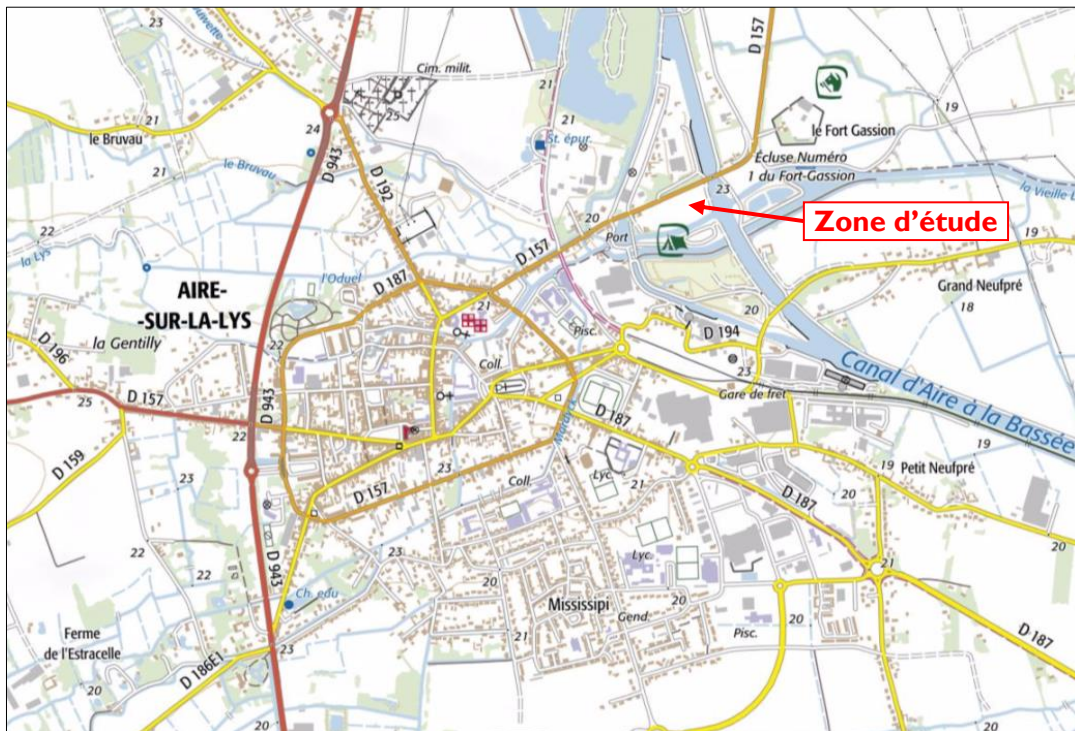 23
22
21
20
21
D 157
19
Cim. milit.
25
le Bruvau
21
24
D 943
St. épur.
le Fort Gassion
19
Écluse Numéro
1 du Fort-Gassion
le Bruvau
D 192
23
22
20
Port
Zone d'étude
20
la Lys
l'Oduel
D 187
D 157
AIRE-
-SUR-LA-LYS
la Gentilly
21
Grand Neufpré
18
22
Pisc.
D 194
D 196
Coll.
23
Canal d'Aire à la Bassée
D 157
25
D 943
Gare de fret
22
D 187
19
D 159
23
23
Coll.
Lyc.
21
19
Petit Neufpré
20
D 157
D 187
20
22
23
20
22
D 943
20
Lyc.
21
Ch. edu
Mississipi
Gend.
20
20
Ferme
de l'Estracelle
23
21
Pisc.
20
D 187
D 186E1
20
20